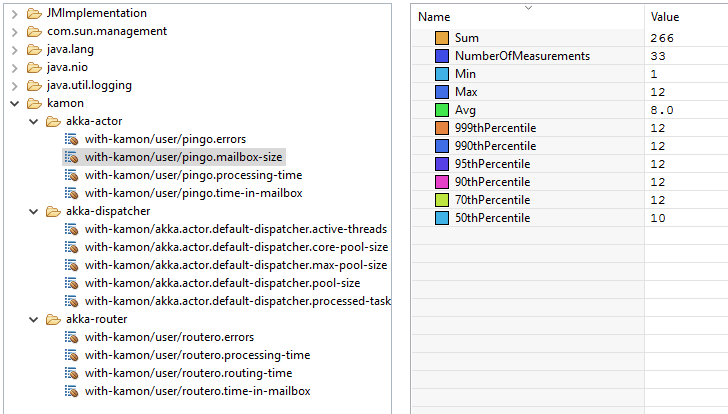 JMImplementation
com.sun.management
java.lang
java.nio
java.util.logging
kamon
akka-actor
with-kamon/user/pingo.errors
with-kamon/user/pingo.mailbox-size
with-kamon/user/pingo.processing-time
with-kamon/user/pingo.time-in-mailbox
akka-dispatcher
with-kamon/akka.actor.default-dispatcher.active-threads
with-kamon/akka.actor.default-dispatcher.core-pool-size
with-kamon/akka.actor.default-dispatcher.max-pool-size
with-kamon/akka.actor.default-dispatcher.pool-size
with-kamon/akka.actor.default-dispatcher.processed-task
akka-router
with-kamon/user/routero.errors
with-kamon/user/routero.processing-time
with-kamon/user/routero.routing-time
with-kamon/user/routero.time-in-mailbox
Name Value
Sum 266
NumberOfMeasurements 33
Min 1
Max 12
Avg 8.0
999thPercentile 12
990thPercentile 12
95thPercentile 12
90thPercentile 12
70thPercentile 12
50thPercentile 10